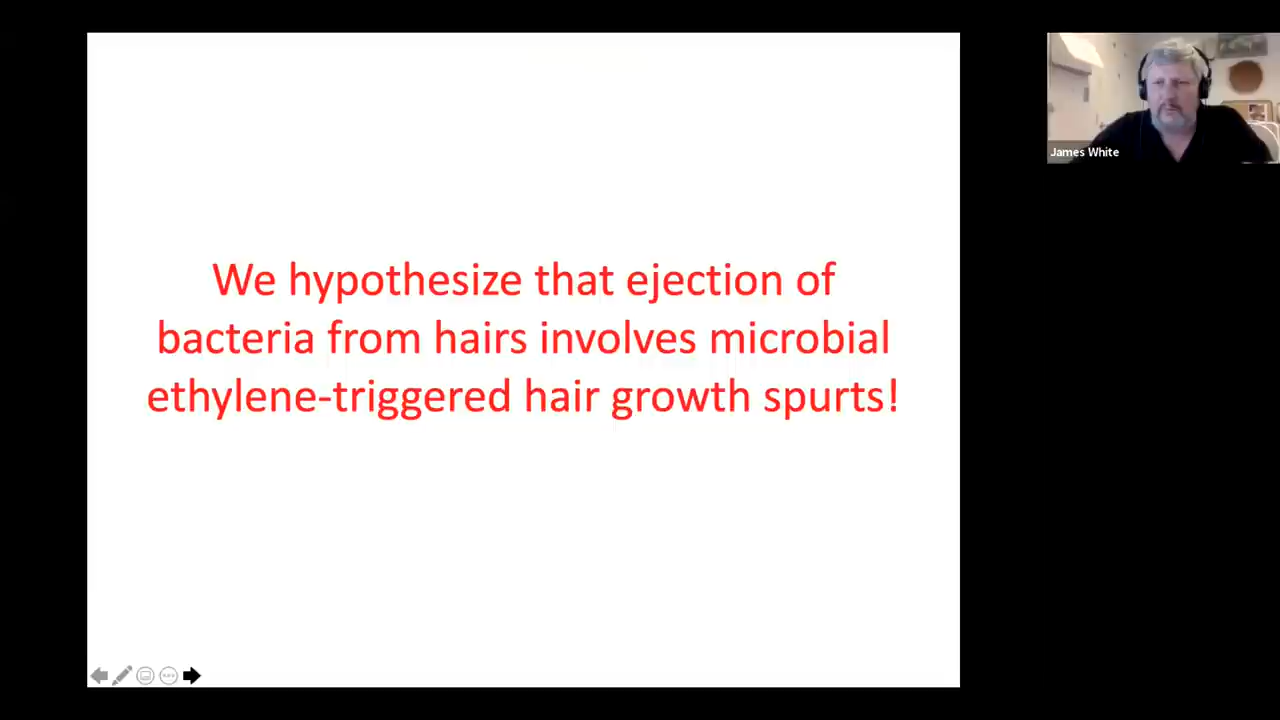 We hypothesize that ejection of
bacteria from hairs involves microbial
ethylene-triggered hair growth spurts!
James White